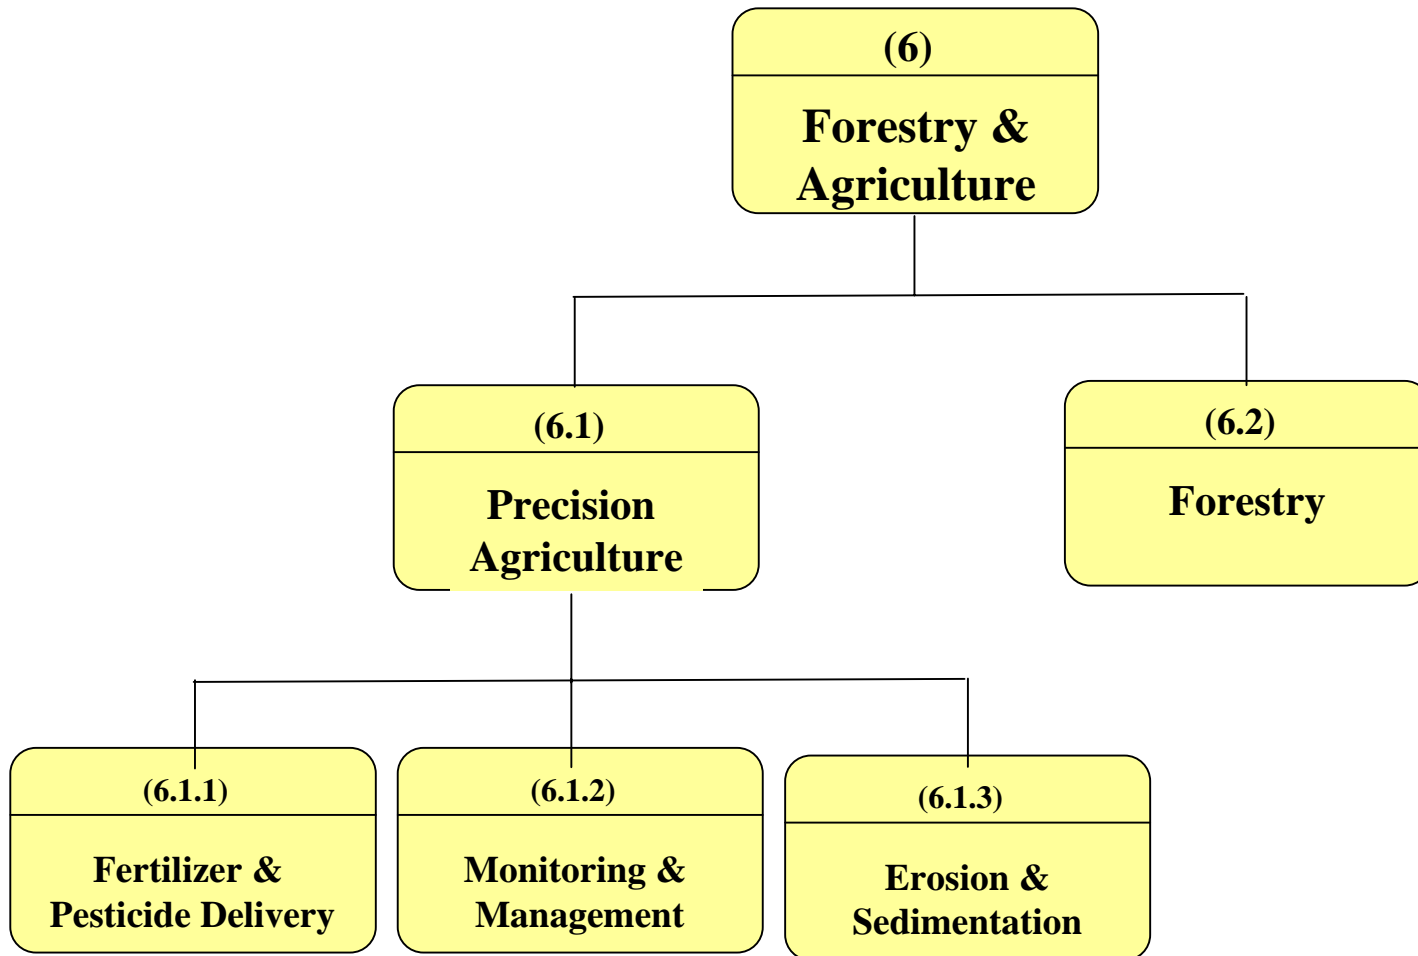 (6)
Forestry &
Agriculture
(6.1)
Precision
Agriculture
(6.2)
Forestry
(6.1.1)
Fertilizer &
Pesticide Delivery
(6.1.2)
Monitoring &
Management
(6.1.3)
Erosion &
Sedimentation